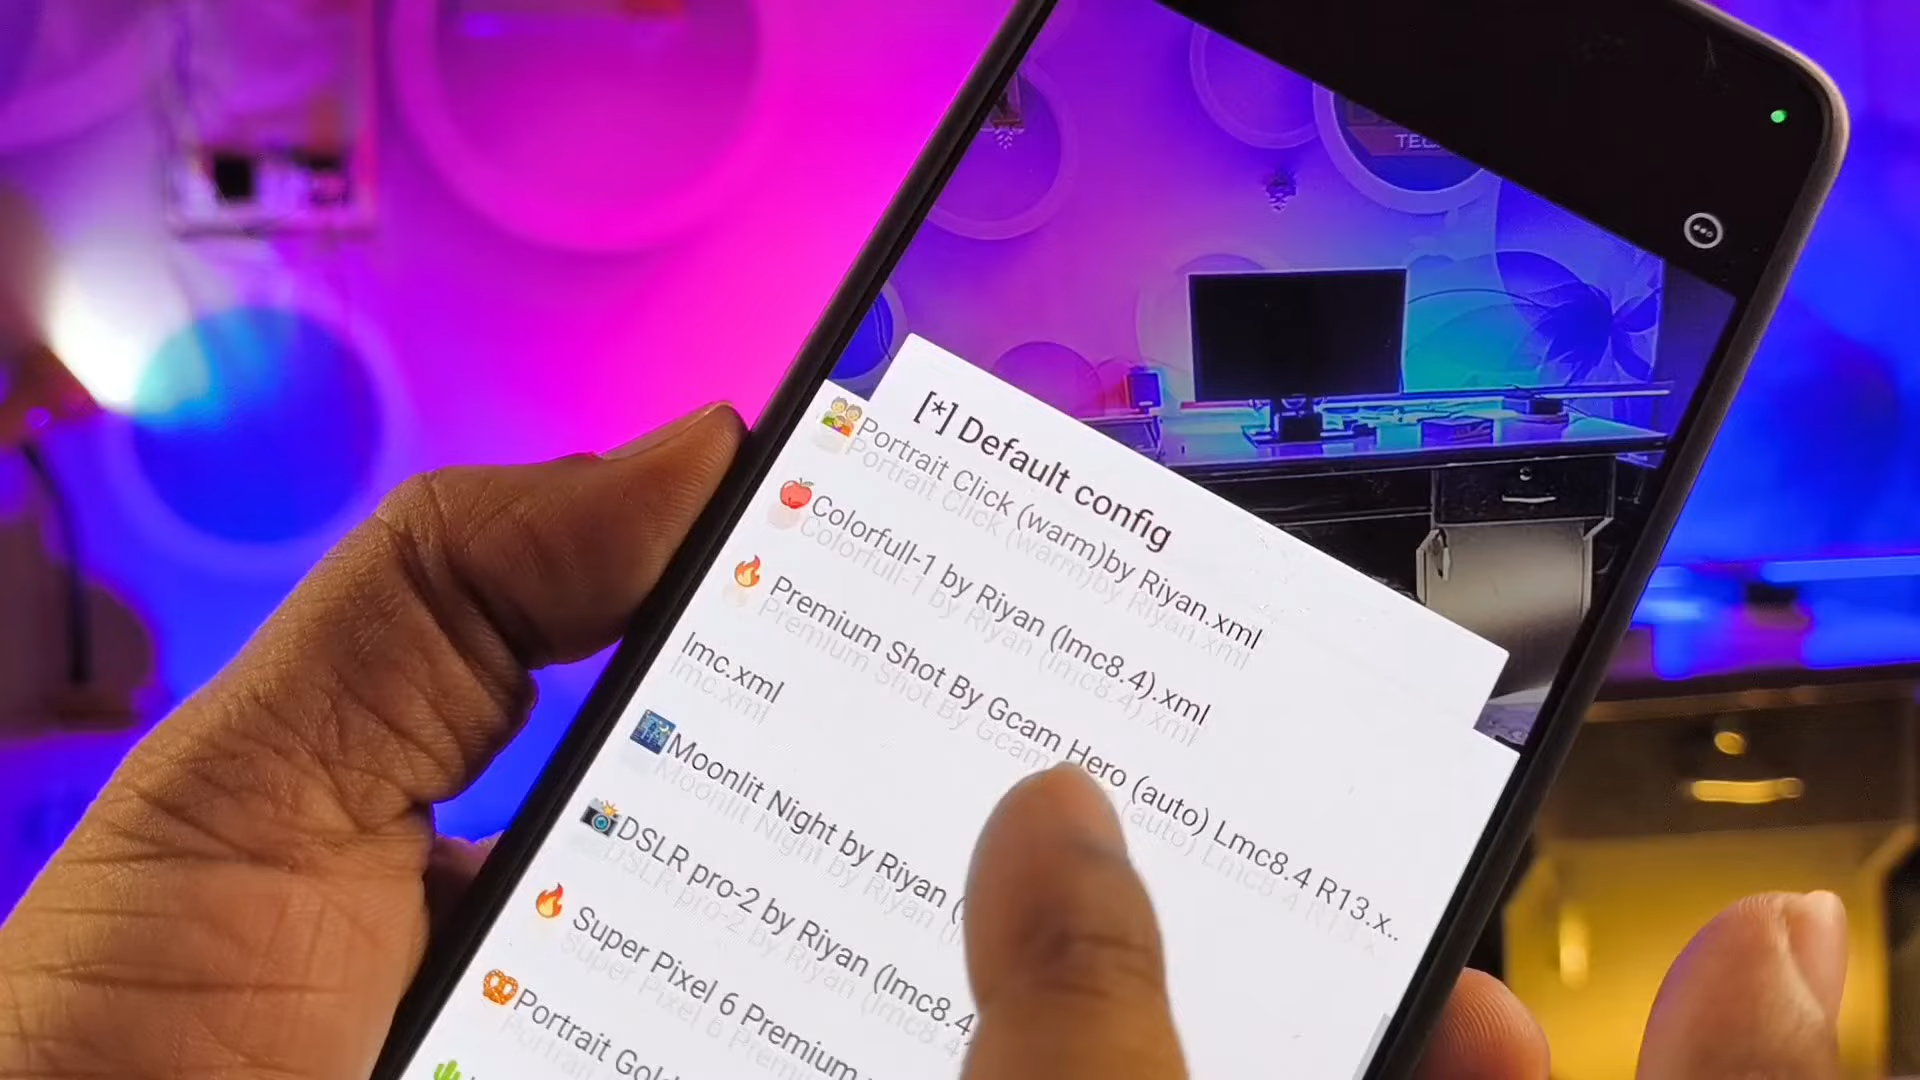 TEC
[*] Default config
Portrait Click (warm)by Riyan.xml
Colorfull-1 by Riyan (lmc8.4).xml
Premium Shot By Gcam Hero (auto) Lmc8.4 R13.x..
lmc.xml
Moonlit Night by Riyan (
DSLR pro-2 by Riyan (lmc8.4
Super Pixel 6 Premium
Portrait Gol